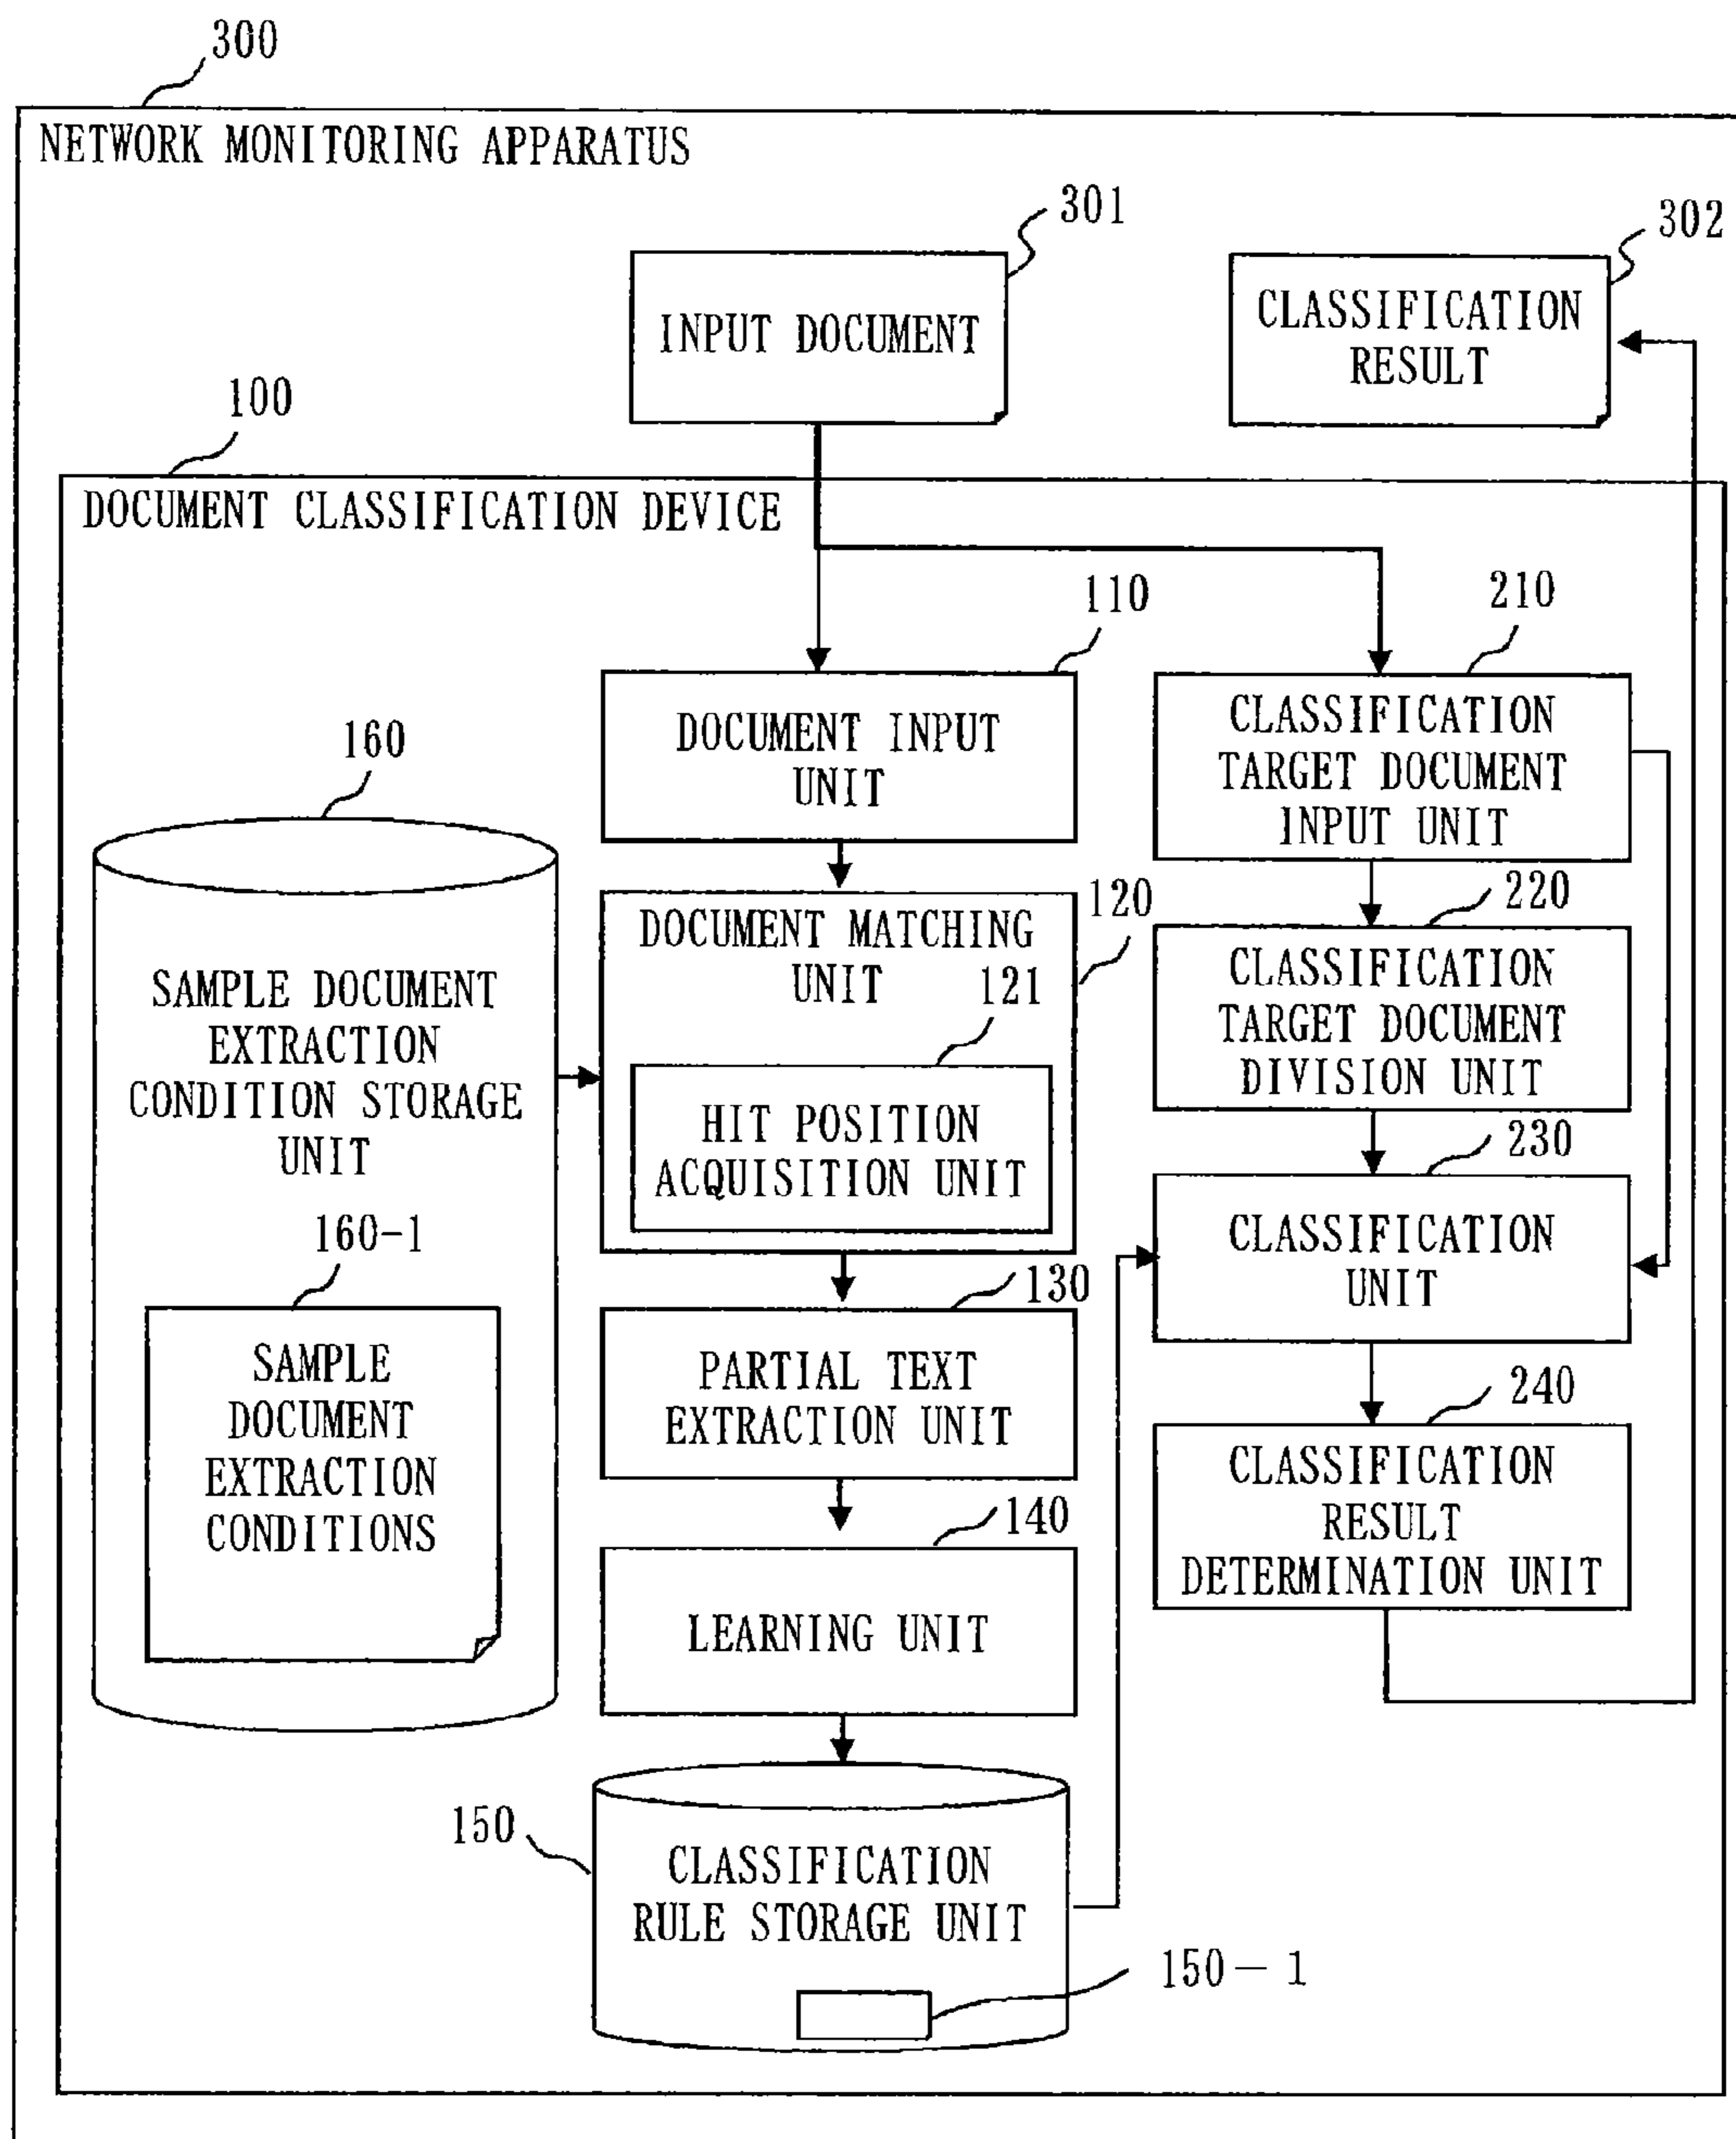 300
NETWORK MONITORING APPARATUS
301
302
INPUT DOCUMENT
CLASSIFICATION
RESULT
100
DOCUMENT CLASSIFICATION DEVICE
110
210
DOCUMENT INPUT
UNIT
CLASSIFICATION
TARGET DOCUMENT
INPUT UNIT
160
SAMPLE DOCUMENT
EXTRACTION
CONDITION STORAGE
UNIT
120
DOCUMENT MATCHING
UNIT
121
HIT POSITION
ACQUISITION UNIT
220
CLASSIFICATION
TARGET DOCUMENT
DIVISION UNIT
230
CLASSIFICATION
UNIT
160-1
SAMPLE
DOCUMENT
EXTRACTION
CONDITIONS
130
PARTIAL TEXT
EXTRACTION UNIT
240
CLASSIFICATION
RESULT
DETERMINATION UNIT
140
LEARNING UNIT
150
CLASSIFICATION
RULE STORAGE UNIT
150-1